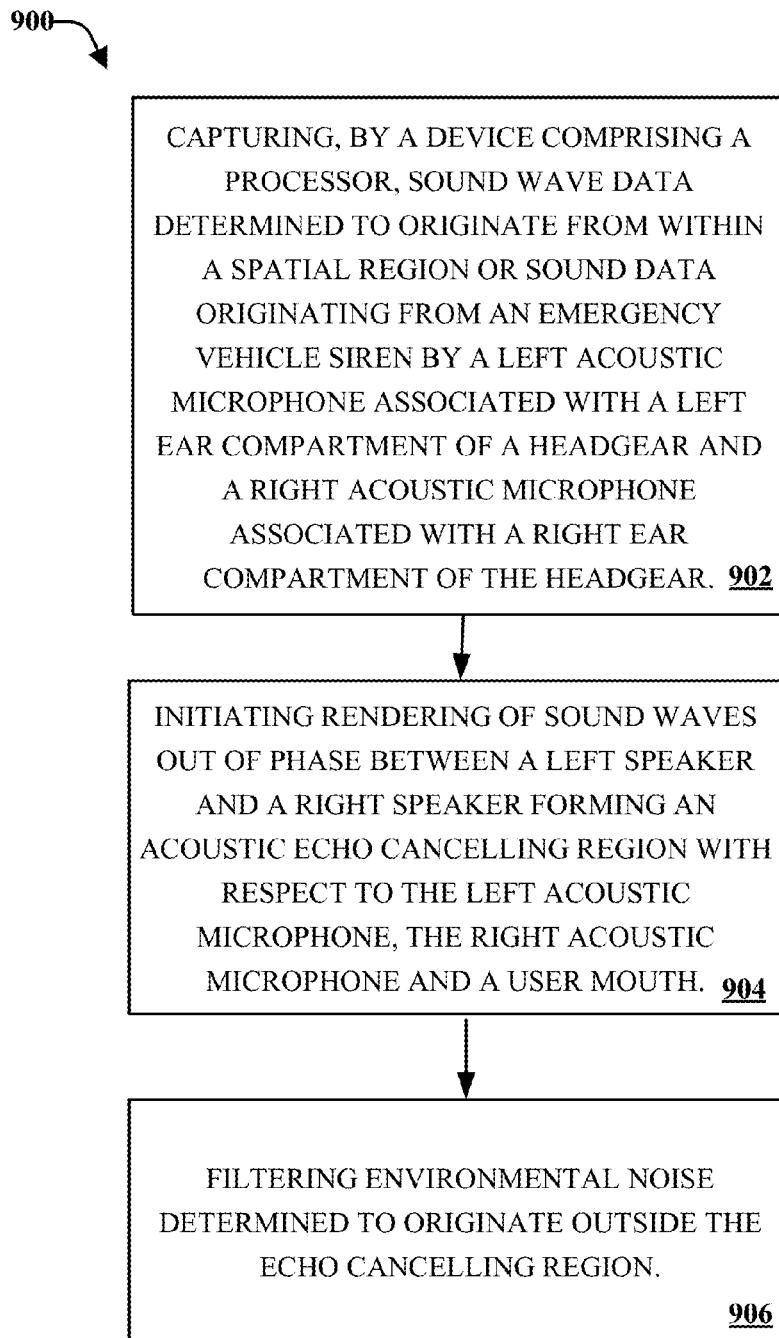 900
CAPTURING, BY A DEVICE COMPRISING A
PROCESSOR, SOUND WAVE DATA
DETERMINED TO ORIGINATE FROM WITHIN
A SPATIAL REGION OR SOUND DATA
ORIGINATING FROM AN EMERGENCY
VEHICLE SIREN BY A LEFT ACOUSTIC
MICROPHONE ASSOCIATED WITH A LEFT
EAR COMPARTMENT OF A HEADGEAR AND
A RIGHT ACOUSTIC MICROPHONE
ASSOCIATED WITH A RIGHT EAR
COMPARTMENT OF THE HEADGEAR. 902
INITIATING RENDERING OF SOUND WAVES
OUT OF PHASE BETWEEN A LEFT SPEAKER
AND A RIGHT SPEAKER FORMING AN
ACOUSTIC ECHO CANCELLING REGION WITH
RESPECT TO THE LEFT ACOUSTIC
MICROPHONE, THE RIGHT ACOUSTIC
MICROPHONE AND A USER MOUTH. 904
FILTERING ENVIRONMENTAL NOISE
DETERMINED TO ORIGINATE OUTSIDE THE
ECHO CANCELLING REGION.
906